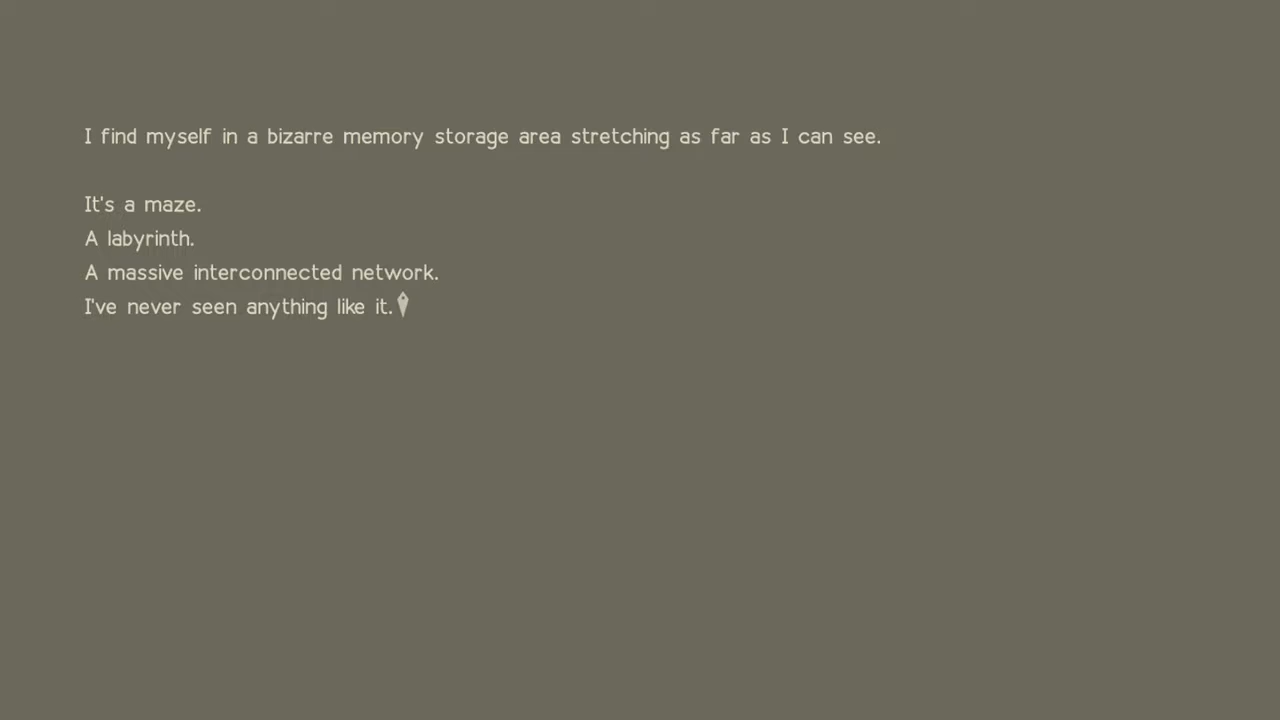 I find myself in a bizarre memory storage area stretching as far as I can see.
It's a maze.
A labyrinth.
A massive interconnected network.
I've never seen anything like it.